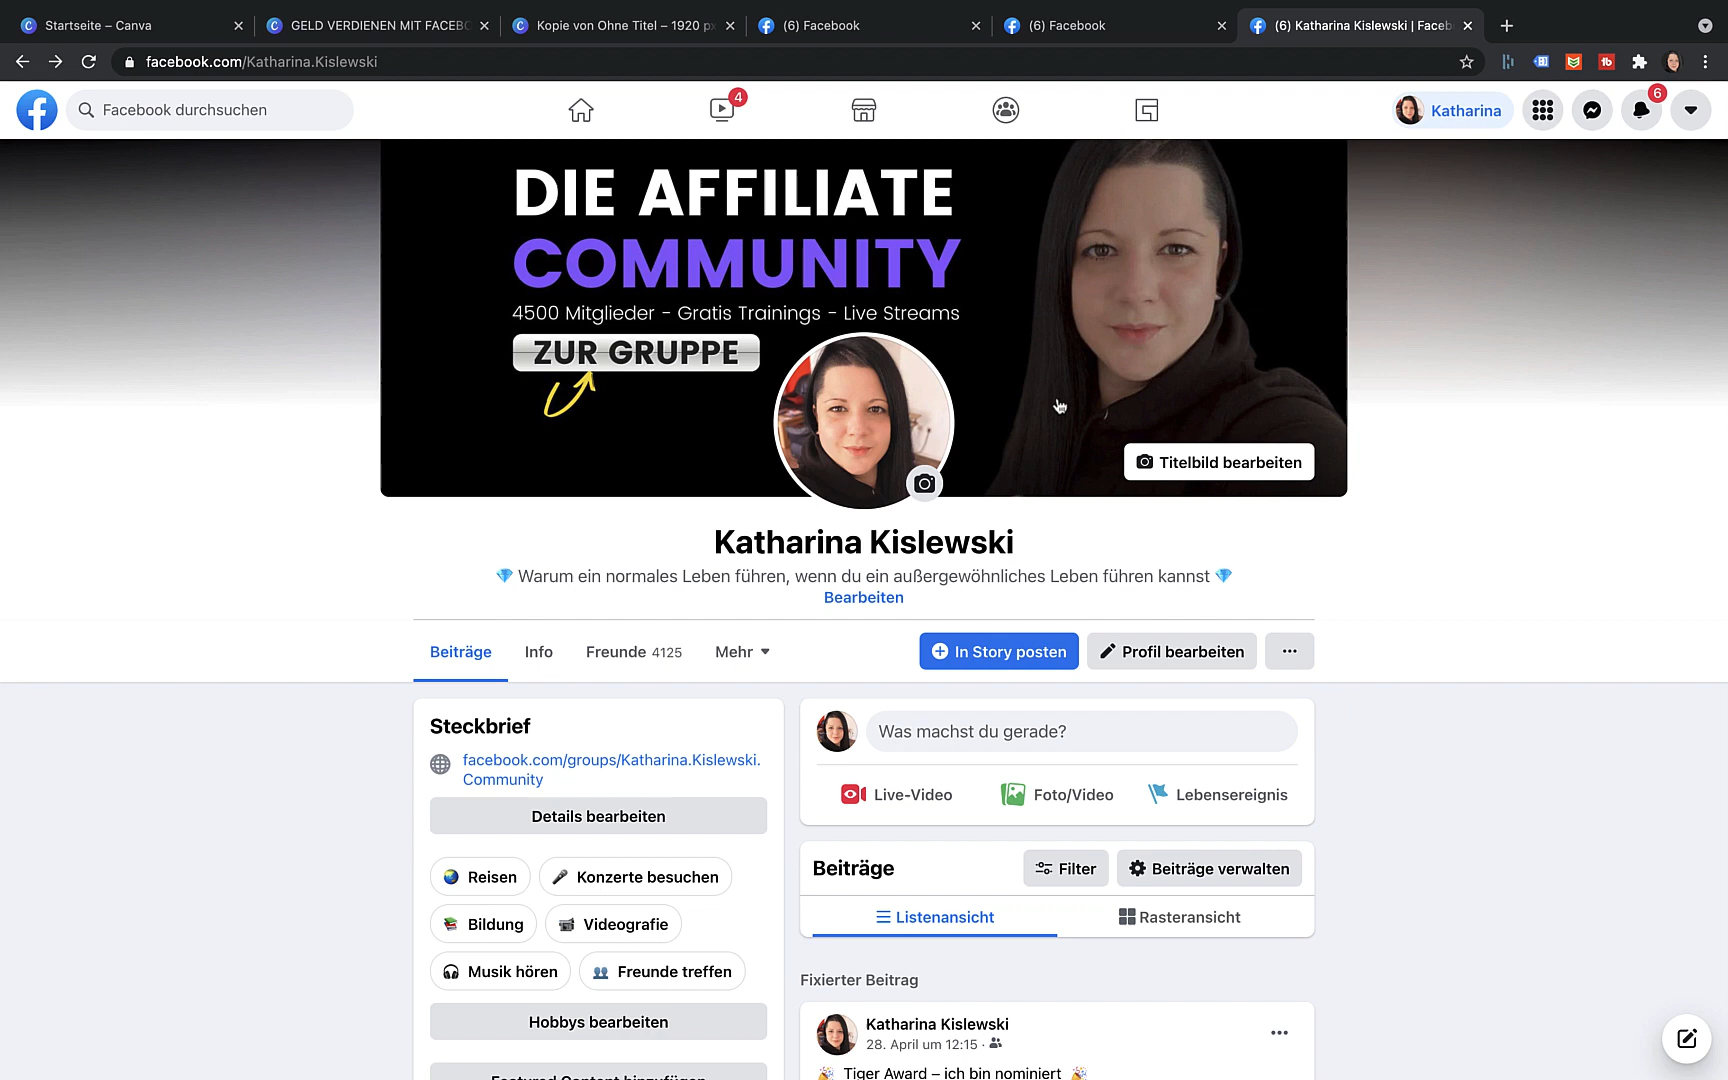 Startseite – Canva
GELD VERDIENEN MIT FACEBO
Kopie von Ohne Titel – 1920 px
(6) Facebook
(6) Facebook
(6) Katharina Kislewski | Faceb
facebook.com/Katharina.Kislewski
Facebook durchsuchen
4
Katharina
6
DIE AFFILIATE
COMMUNITY
4500 Mitglieder - Gratis Trainings - Live Streams
ZUR GRUPPE
Titelbild bearbeiten
Katharina Kislewski
💎 Warum ein normales Leben führen, wenn du ein außergewöhnliches Leben führen kannst 💎
Bearbeiten
Beiträge
Info
Freunde 4125
Mehr
In Story posten
Profil bearbeiten
Steckbrief
facebook.com/groups/Katharina.Kislewski.
Community
Details bearbeiten
Reisen
Konzerte besuchen
Bildung
Videografie
Musik hören
Freunde treffen
Hobbys bearbeiten
Featured Content hinzufügen
Was machst du gerade?
Live-Video
Foto/Video
Lebensereignis
Beiträge
Filter
Beiträge verwalten
Listenansicht
Rasteransicht
Fixierter Beitrag
Katharina Kislewski
28. April um 12:15 ·
🎉 Tiger Award – ich bin nominiert 🎉